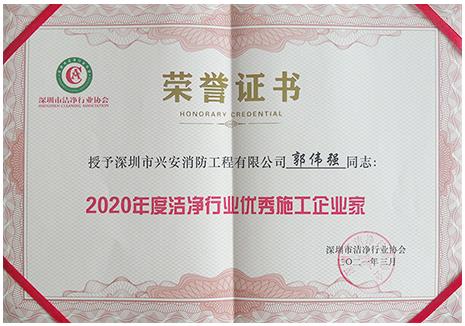 深圳市洁净行业协会
SHENZHEN CLEANING ASSOCIATION
荣誉证书
HONORARY CREDENTIAL
授予深圳市兴安消防工程有限公司郭伟强同志:
2020年度洁净行业优秀施工企业家
深圳市洁净行业协会
二〇二一年三月